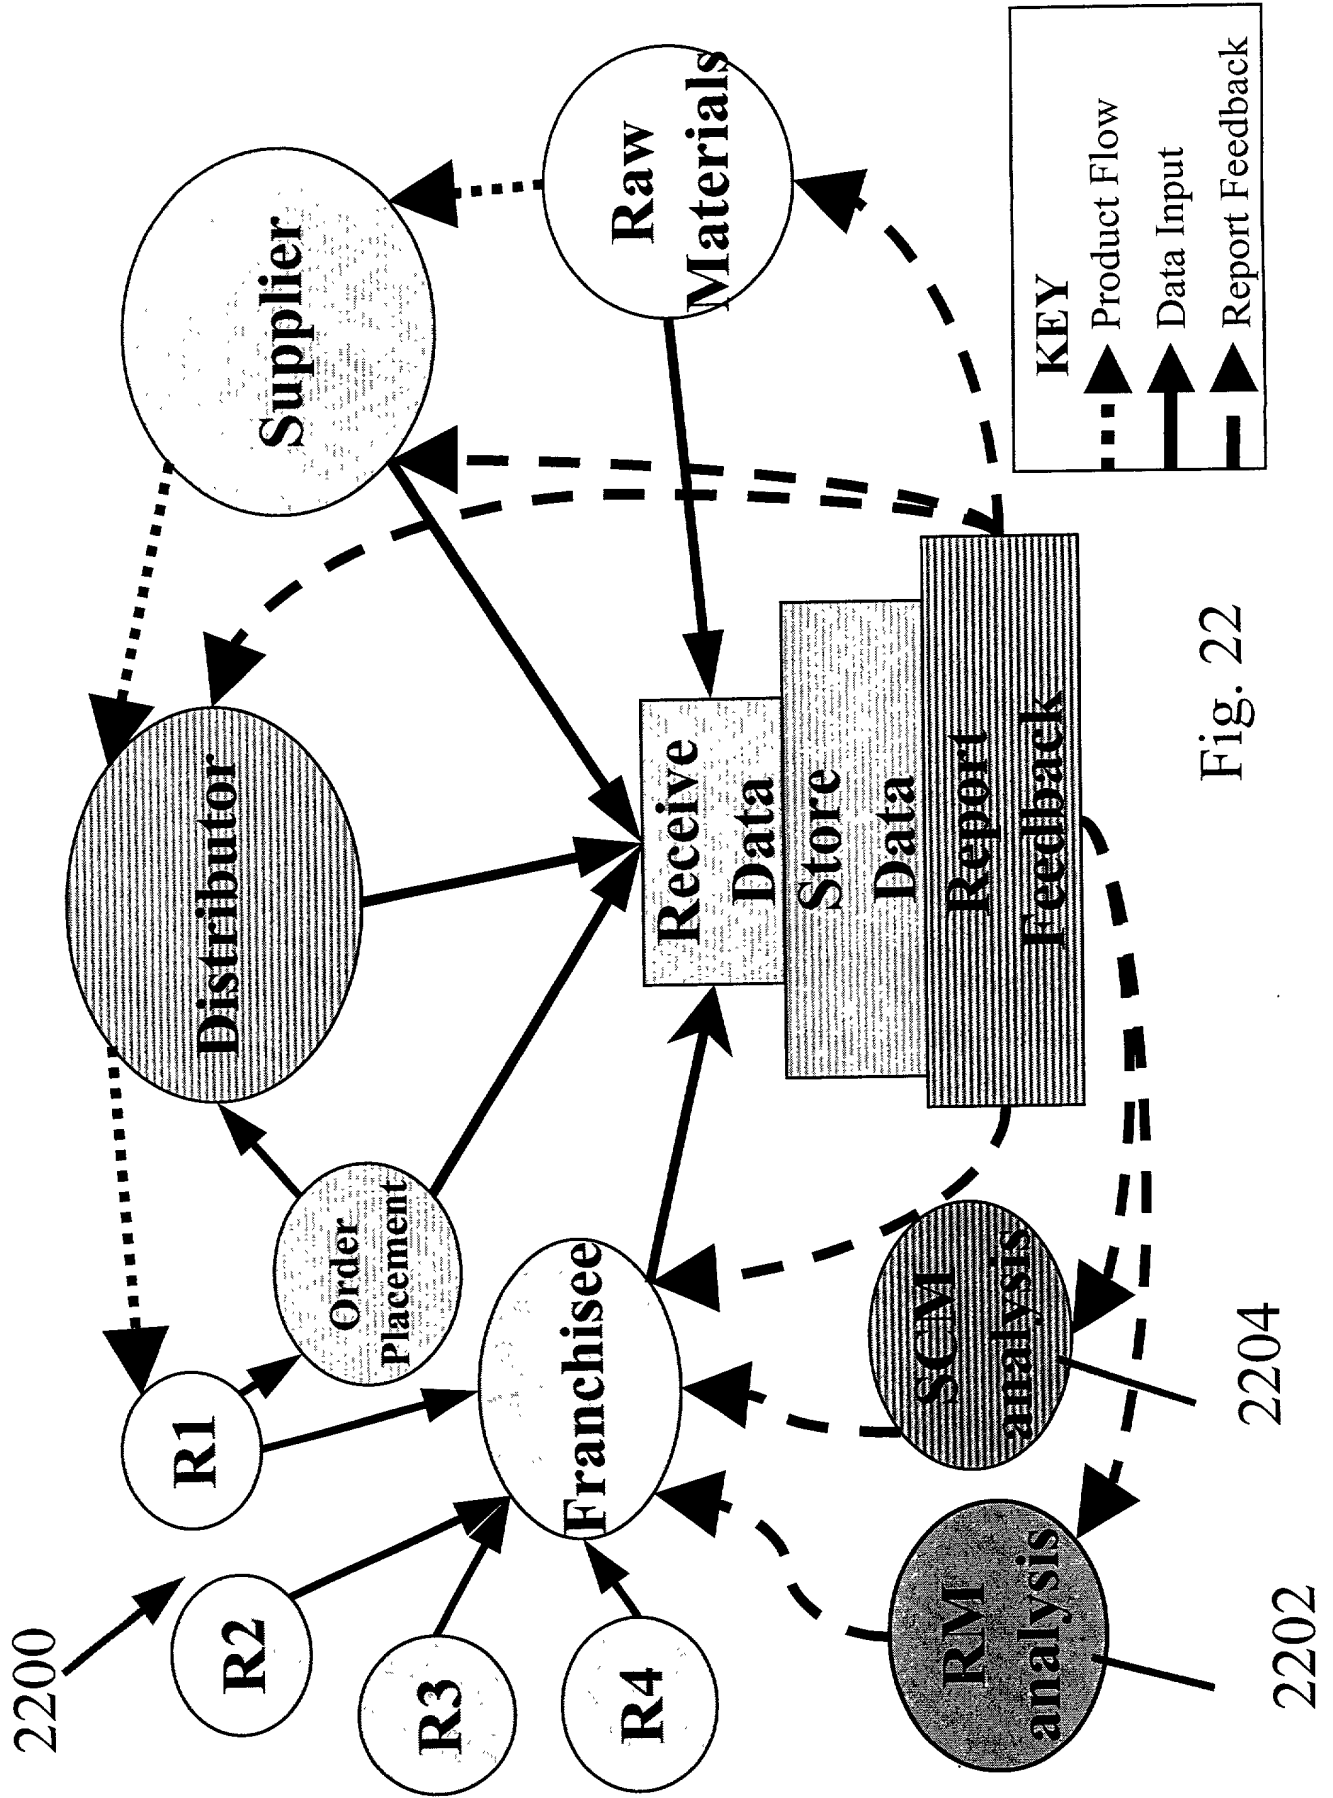 2200
R1
R2
R3
R4
Order
Placement
Distributor
Supplier
Franchisee
Receive
Data
Store
Data
Report
Feedback
Raw
Materials
RM
analysis
SCM
analysis
2202
2204
KEY
Product Flow
Data Input
Report Feedback
Fig. 22